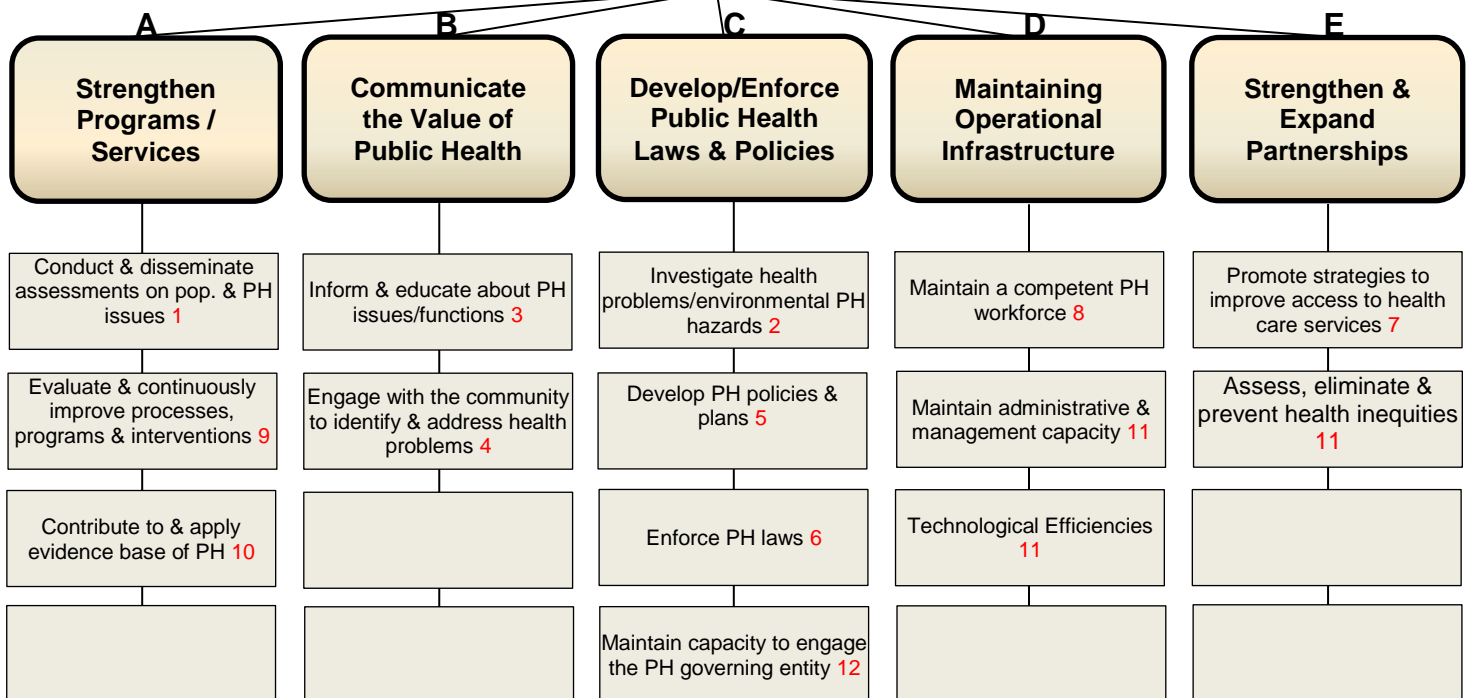 A
B
C
D
E
Strengthen
Programs /
Services
Communicate
the Value of
Public Health
Develop/Enforce
Public Health
Laws & Policies
Maintaining
Operational
Infrastructure
Strengthen &
Expand
Partnerships
Conduct & disseminate
assessments on pop. & PH
issues 1
Inform & educate about PH
issues/functions 3
Investigate health
problems/environmental PH
hazards 2
Maintain a competent PH
workforce 8
Promote strategies to
improve access to health
care services 7
Evaluate & continuously
improve processes,
programs & interventions 9
Engage with the community
to identify & address health
problems 4
Develop PH policies &
plans 5
Maintain administrative &
management capacity 11
Assess, eliminate &
prevent health inequities
11
Contribute to & apply
evidence base of PH 10
Enforce PH laws 6
Technological Efficiencies
11
Maintain capacity to engage
the PH governing entity 12